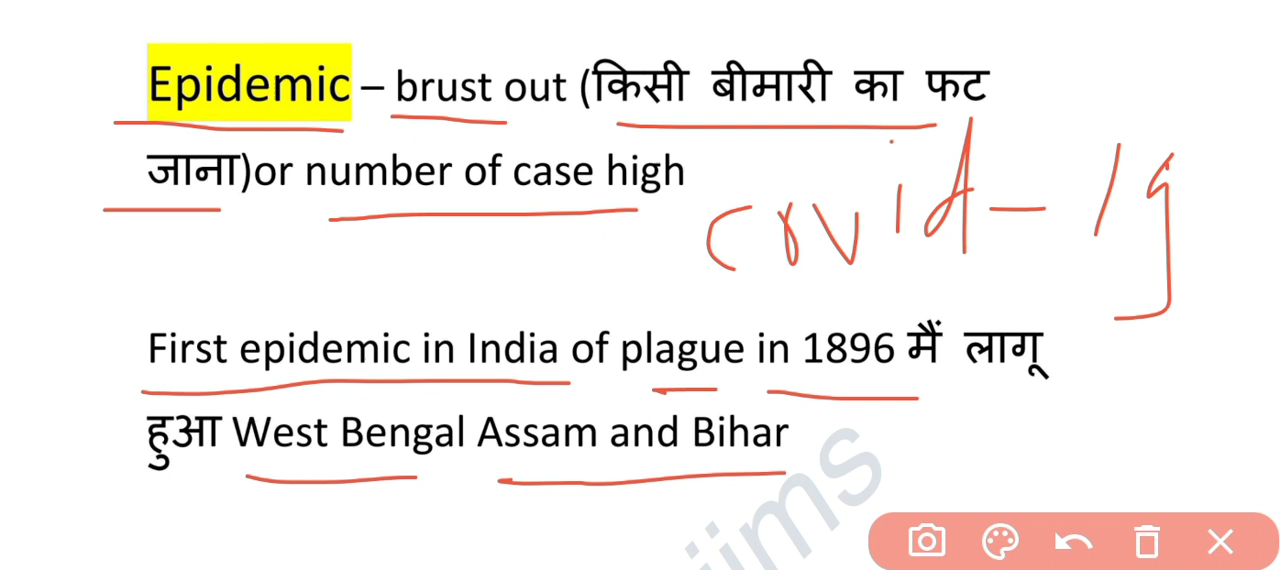 Epidemic – brust out (किसी बीमारी का फट
जाना)or number of case high
covid-19
First epidemic in India of plague in 1896 मैं लागू
हुआ West Bengal Assam and Bihar